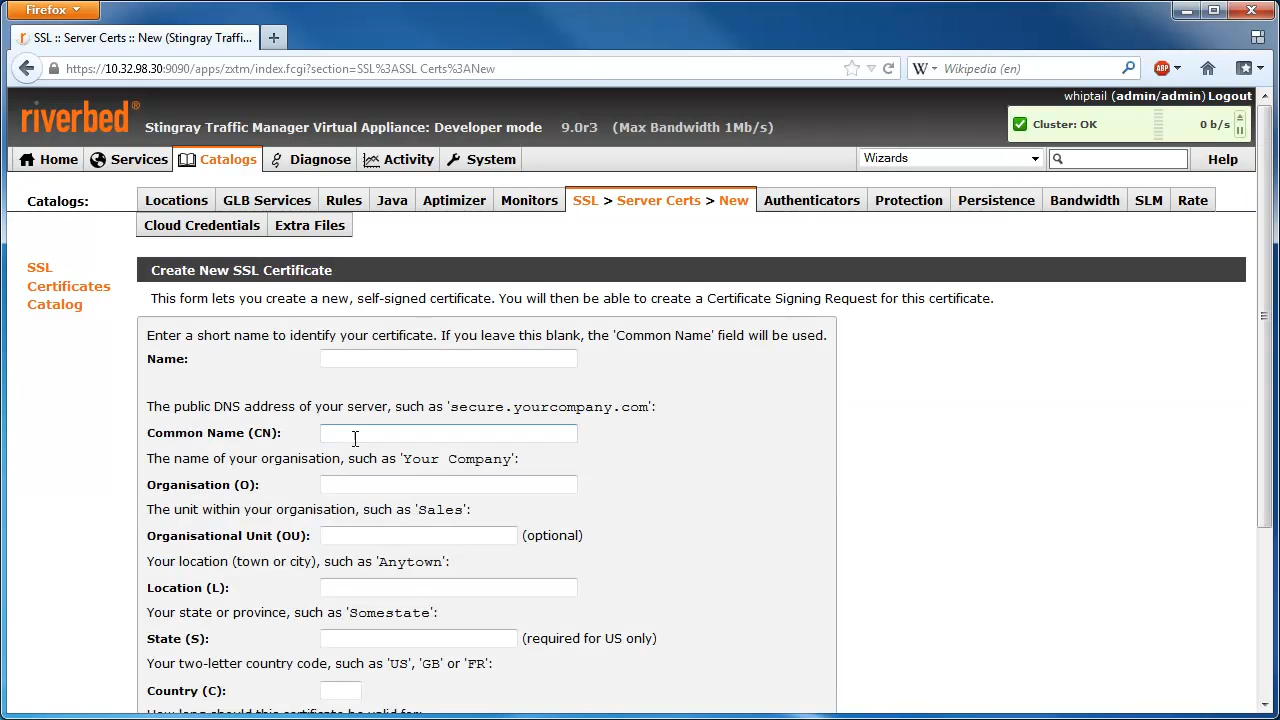 Firefox
SSL :: Server Certs :: New (Stingray Traffi...
https://10.32.98.30:9090/apps/zxtm/index.fcgi?section=SSL%3ASSL Certs%3ANew
W
Wikipedia (en)
ABP
whiptail (admin/admin) Logout
riverbed®
Stingray Traffic Manager Virtual Appliance: Developer mode 9.0r3 (Max Bandwidth 1Mb/s)
Cluster: OK 0 b/s
Home Services Catalogs Diagnose Activity System Wizards Help
Catalogs: Locations GLB Services Rules Java Aptimizer Monitors SSL > Server Certs > New Authenticators Protection Persistence Bandwidth SLM Rate
Cloud Credentials Extra Files
SSL
Certificates
Catalog
Create New SSL Certificate
This form lets you create a new, self-signed certificate. You will then be able to create a Certificate Signing Request for this certificate.
Enter a short name to identify your certificate. If you leave this blank, the 'Common Name' field will be used.
Name:
The public DNS address of your server, such as 'secure.yourcompany.com':
Common Name (CN):
The name of your organisation, such as 'Your Company':
Organisation (O):
The unit within your organisation, such as 'Sales':
Organisational Unit (OU): (optional)
Your location (town or city), such as 'Anytown':
Location (L):
Your state or province, such as 'Somestate':
State (S): (required for US only)
Your two-letter country code, such as 'US', 'GB' or 'FR':
Country (C):
How long should this certificate be valid for: